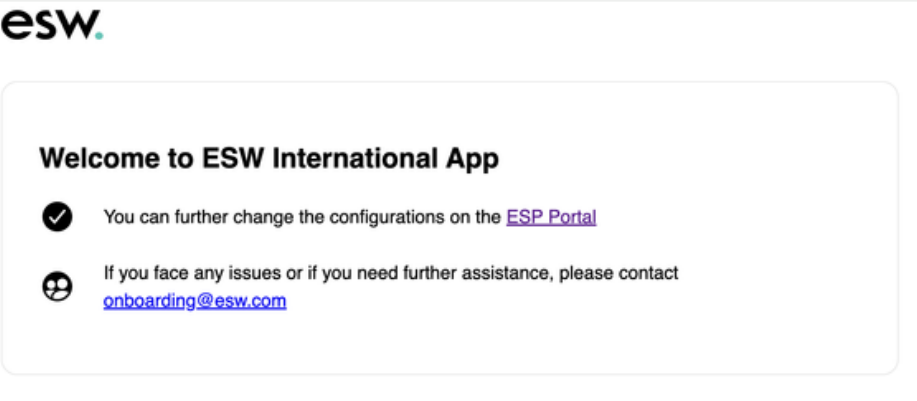 esw.
Welcome to ESW International App
You can further change the configurations on the ESP Portal
If you face any issues or if you need further assistance, please contact
onboarding@esw.com